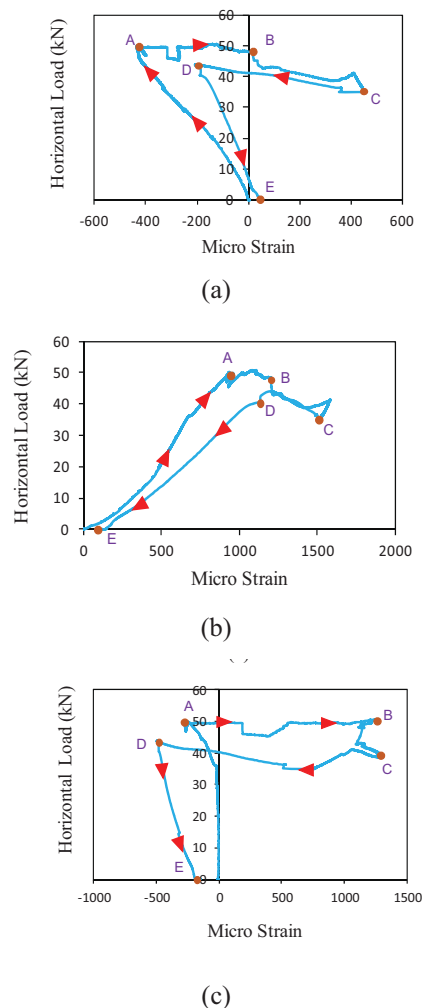 Horizontal Load (kN)
60
50
40
30
20
10
0
A
B
D
C
E
-600
-400
-200
0
200
400
600
Micro Strain
(a)
Horizontal Load (kN)
60
50
40
30
20
10
0
A
B
D
C
E
0
500
1000
1500
2000
Micro Strain
(b)
Horizontal Load (kN)
60
50
40
30
20
10
0
A
B
D
C
E
-1000
-500
0
500
1000
1500
Micro Strain
(c)